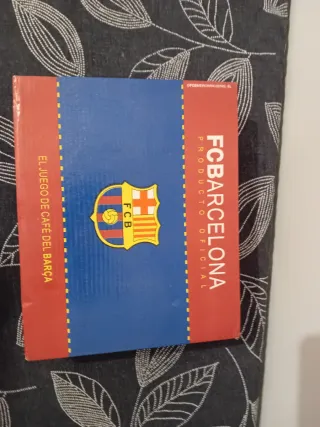 FCBARCELONA
PRODUCTO OFICIAL
FCB
EL JUEGO DE CAFÉ DEL BARÇA